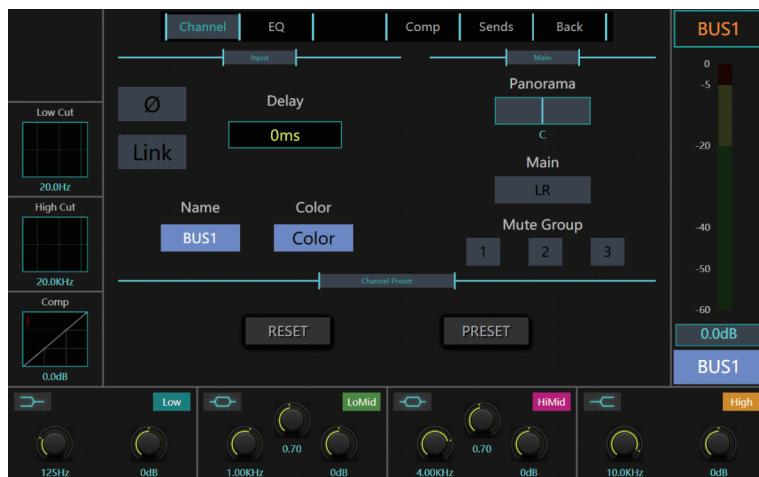 Channel EQ Comp Sends Back
BUS1
Input
Main
0
-5
-20
-40
-50
-60
0.0dB
BUS1
Low Cut
20.0Hz
High Cut
20.0KHz
Comp
0.0dB
Ø
Link
Delay
0ms
Panorama
C
Main
LR
Name
BUS1
Color
Color
Mute Group
1 2 3
Channel Preset
RESET
PRESET
Low
125Hz 0dB
LoMid
0.70
1.00KHz 0dB
HiMid
0.70
4.00KHz 0dB
High
10.0KHz 0dB